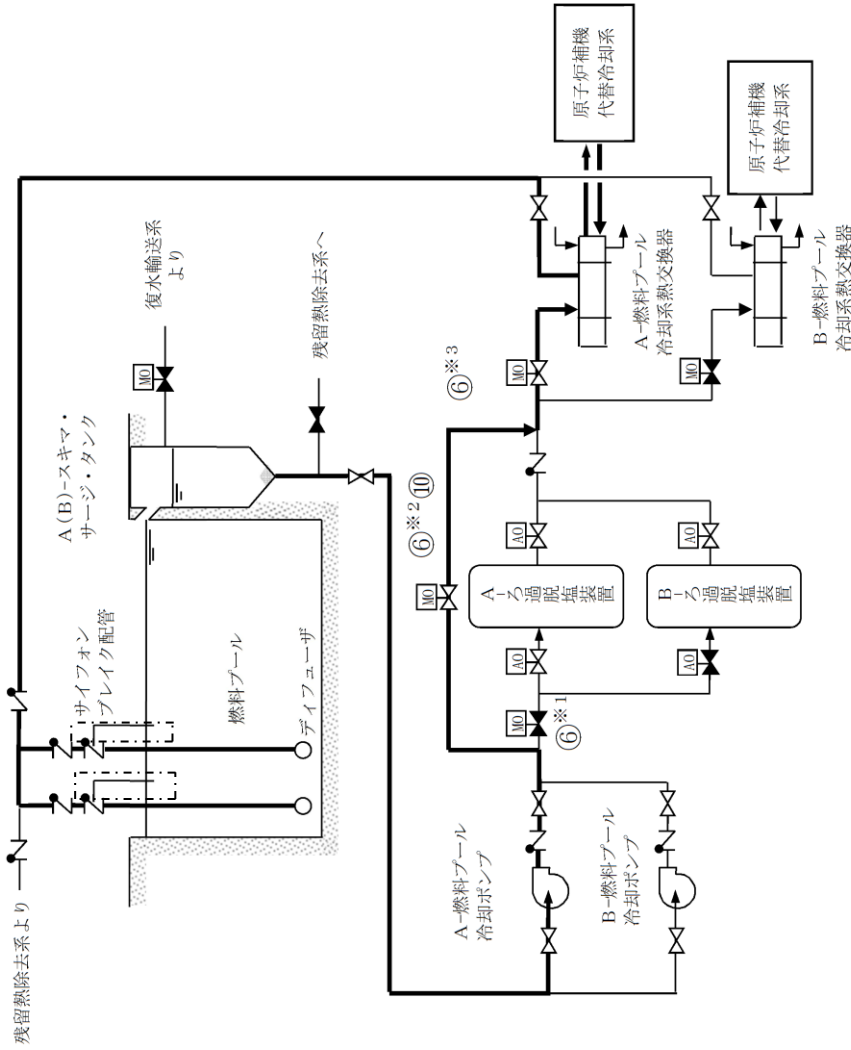 残留熱除去系より
サイフォン
ブレイク配管
燃料プール
ディフューザ
A(B)-スキマ・
サージ・タンク
復水輸送系
より
MO
残留熱除去系へ
A-燃料プール
冷却ポンプ
B-燃料プール
冷却ポンプ
MO
⑥※1
MO
⑥※2⑩
AO
A-ろ過脱塩装置
AO
AO
B-ろ過脱塩装置
AO
MO
⑥※3
MO
A-燃料プール
冷却系熱交換器
B-燃料プール
冷却系熱交換器
原子炉補機
代替冷却系
原子炉補機
代替冷却系